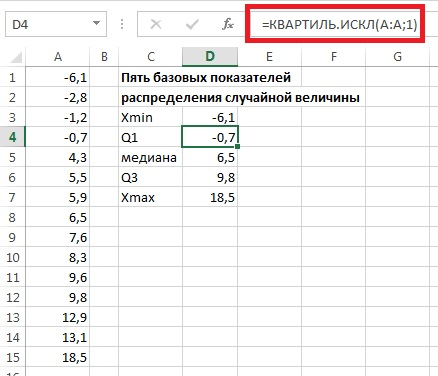 D4 =КВАРТИЛЬ.ИСКЛ(A:A;1)
A B C D E F G
1 -6,1 Пять базовых показателей
2 -2,8 распределения случайной величины
3 -1,2 Xmin -6,1
4 -0,7 Q1 -0,7
5 4,3 медиана 6,5
6 5,5 Q3 9,8
7 5,9 Xmax 18,5
8 6,5
9 7,6
10 8,3
11 9,6
12 9,8
13 12,9
14 13,1
15 18,5
16